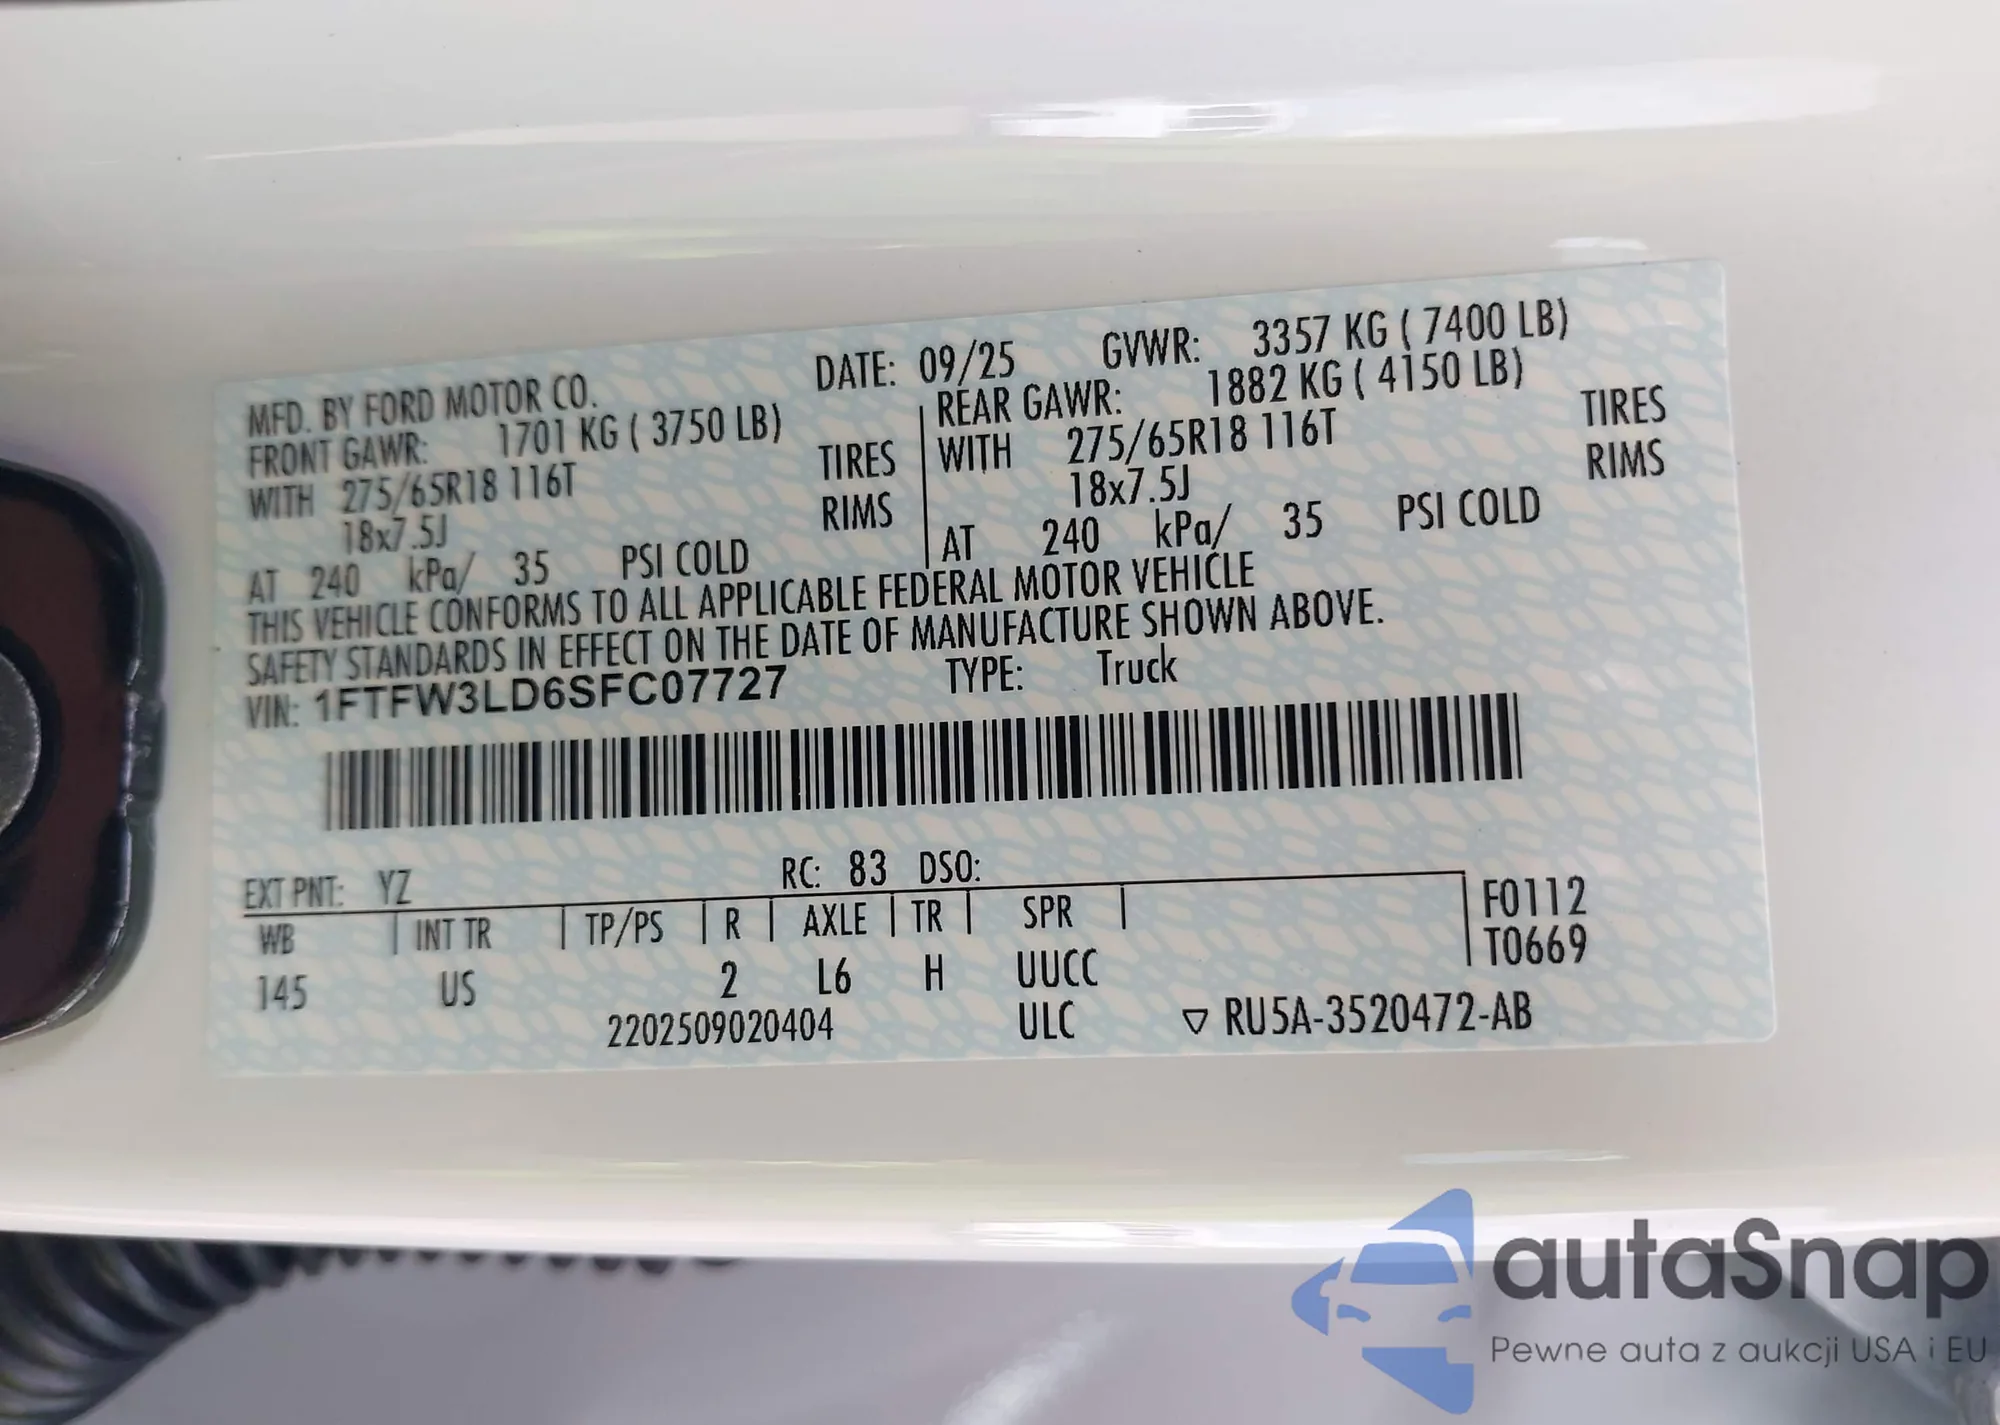 MFD. BY FORD MOTOR CO.
DATE: 09/25 GVWR: 3357 KG ( 7400 LB)
FRONT GAWR: 1701 KG ( 3750 LB)
WITH 275/65R18 116T TIRES
18x7.5J RIMS
AT 240 kPa/ 35 PSI COLD
REAR GAWR: 1882 KG ( 4150 LB)
WITH 275/65R18 116T TIRES
18x7.5J RIMS
AT 240 kPa/ 35 PSI COLD
THIS VEHICLE CONFORMS TO ALL APPLICABLE FEDERAL MOTOR VEHICLE
SAFETY STANDARDS IN EFFECT ON THE DATE OF MANUFACTURE SHOWN ABOVE.
VIN: 1FTFW3LD6SFC07727 TYPE: Truck
EXT PNT: YZ RC: 83 DSO:
WB INT TR TP/PS R AXLE TR SPR
145 US 2 L6 H UUCC
2202509020404 ULC ▽ RU5A-3520472-AB
F0112
T0669
autaSnap
Pewne auta z aukcji USA i EU